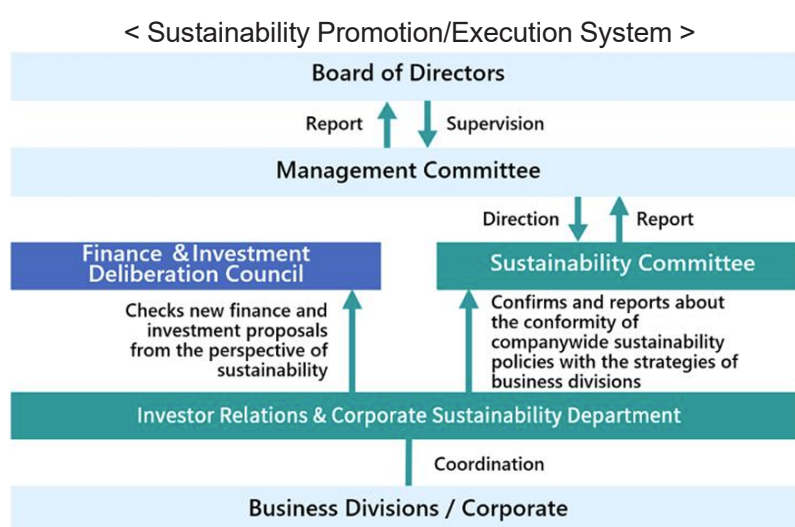 < Sustainability Promotion/Execution System >
Board of Directors
Report
Supervision
Management Committee
Direction
Report
Finance & Investment
Deliberation Council
Sustainability Committee
Checks new finance and
investment proposals
from the perspective of
sustainability
Confirms and reports about
the conformity of
companywide sustainability
policies with the strategies of
business divisions
Investor Relations & Corporate Sustainability Department
Coordination
Business Divisions / Corporate